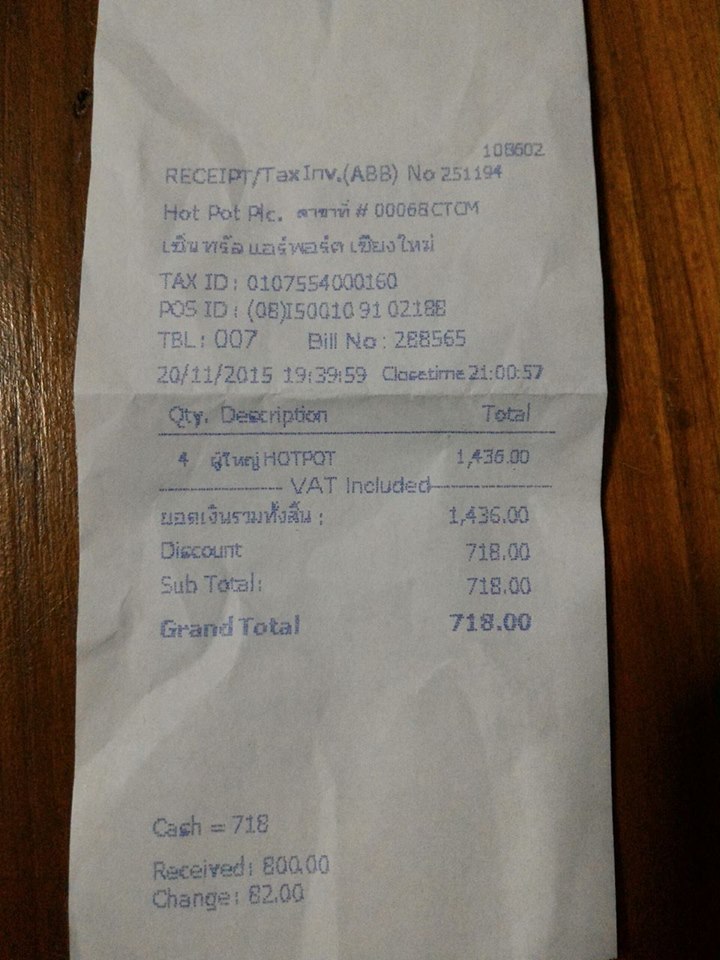 108602
RECEIPT/Tax Inv.(ABB) No 251194
Hot Pot Plc. สาขาที่ # 00068CTCM
เซ็นทรัล แอร์พอร์ต เชียงใหม่
TAX ID : 0107554000160
POS ID : (08)150010 91 02188
TBL : 007 Bill No : 288565
20/11/2015 19:39:59 Closetime 21:00:57
Qty. Description Total
4 ผู้ใหญ่ HOTPOT 1,436.00
VAT Included
ยอดเงินรวมทั้งสิ้น : 1,436.00
Discount 718.00
Sub Total: 718.00
Grand Total 718.00
Cash = 718
Received: 800.00
Change: 82.00